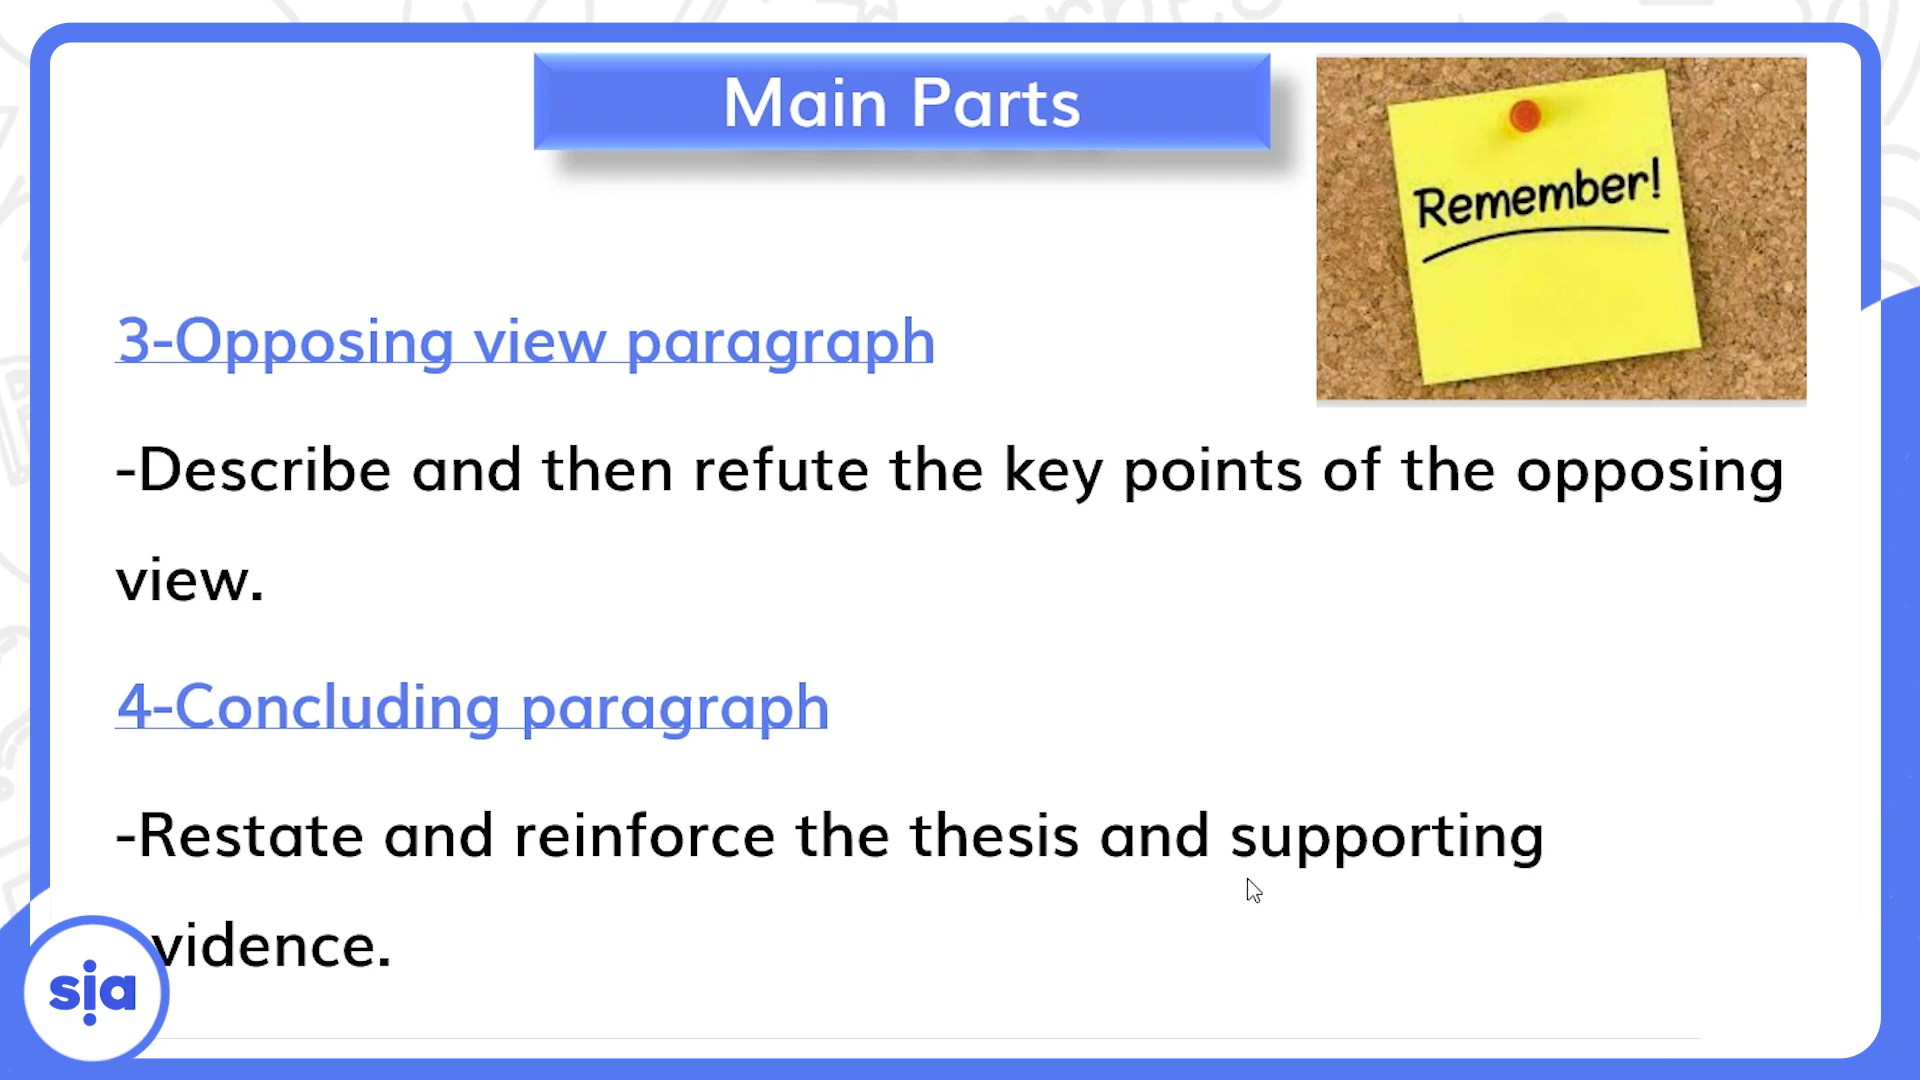 Main Parts
Remember!
3-Opposing view paragraph
-Describe and then refute the key points of the opposing
view.
4-Concluding paragraph
-Restate and reinforce the thesis and supporting
vidence.
sia